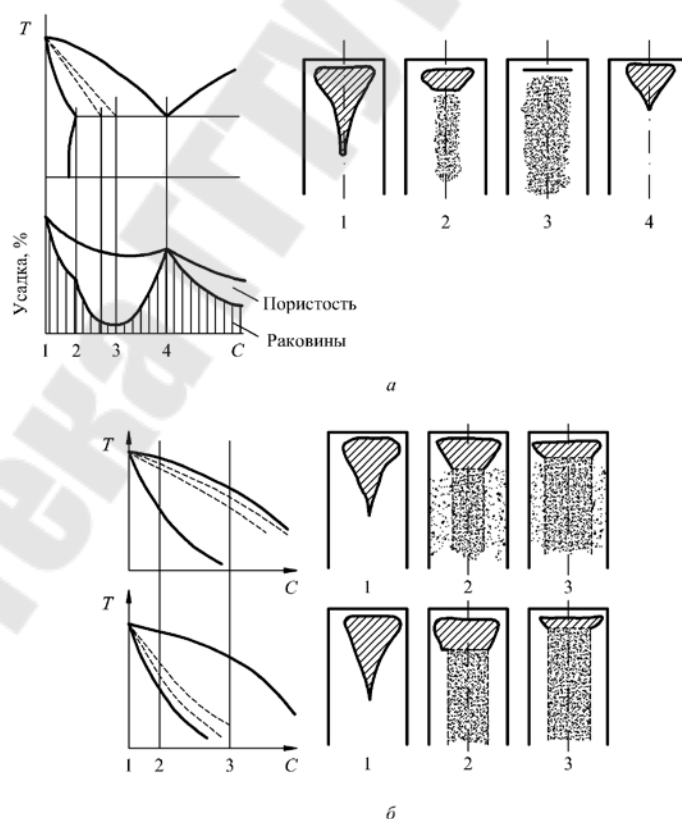 T
Усадка, %
Пористость
Раковины
1 2 3 4 C
1 2 3 4
а
T
C
1 2 3
T
1 2 3 C
1 2 3
б